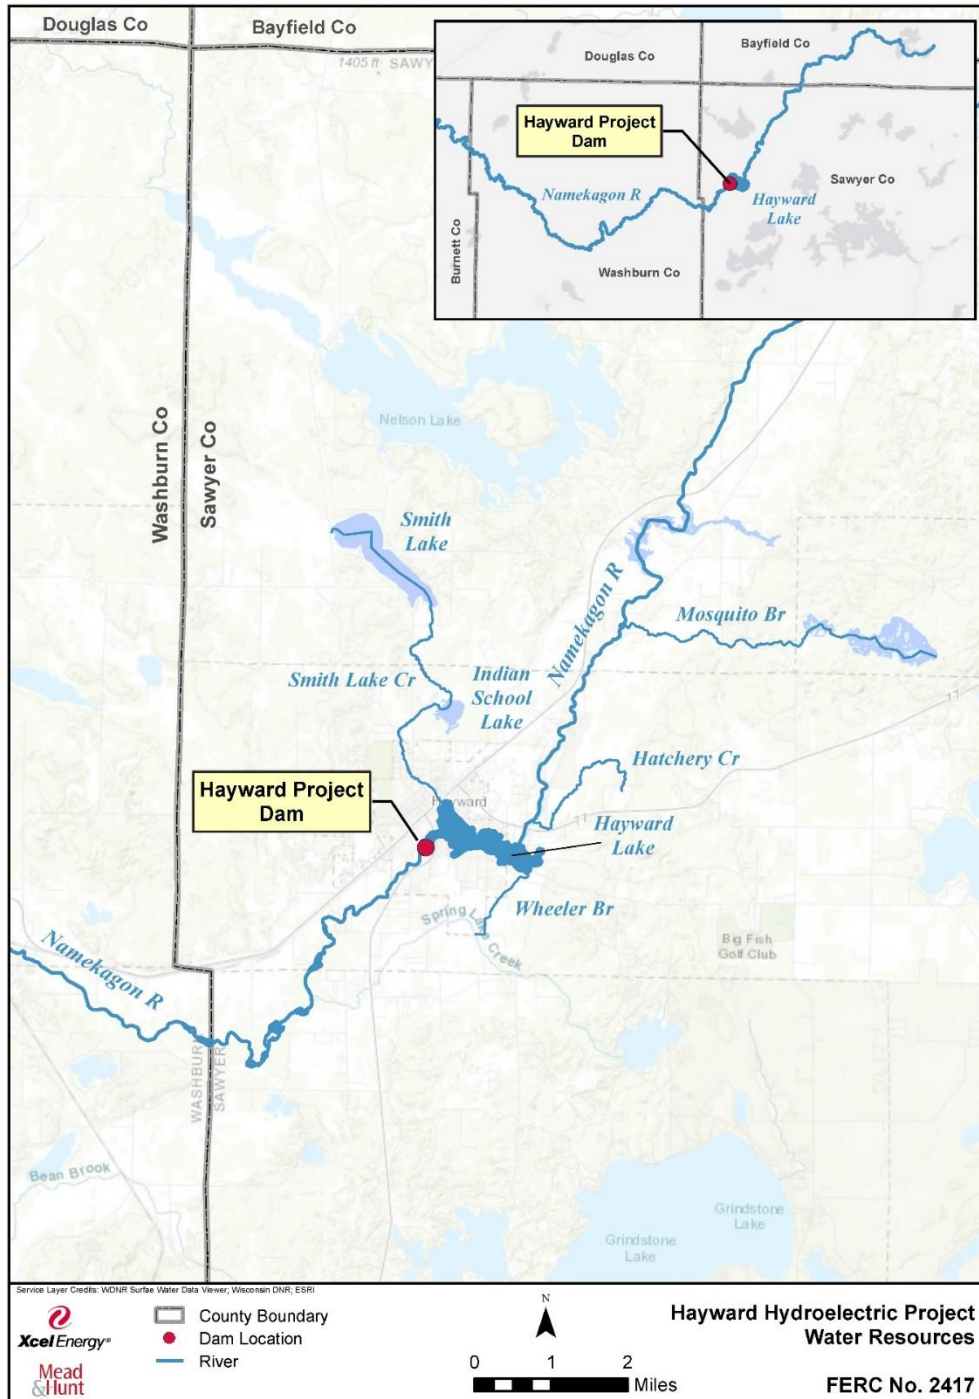 Douglas Co
Bayfield Co
1405 ft
SAWY
Douglas Co
Bayfield Co
Hayward Project
Dam
Namekagon R
Sawyer Co
Hayward
Lake
Burnett Co
Washburn Co
Washburn Co
Sawyer Co
Nelson Lake
Smith
Lake
Namekagon R
Mosquito Br
Smith Lake Cr
Indian
School
Lake
11
Hatchery Cr
Hayward Project
Dam
Hayward
11
Hayward
Lake
Wheeler Br
Spring Lake
Creek
Big Fish
Golf Club
Namekagon R
WASHBURN
SAWYER
Bean Brook
Grindstone
Lake
Grindstone
Lake
Service Layer Credits: WDNR Surfae Water Data Viewer; Wisconsin DNR; ESRI
Xcel Energy®
Mead
&Hunt
County Boundary
Dam Location
River
N
0 1 2
Miles
Hayward Hydroelectric Project
Water Resources
FERC No. 2417